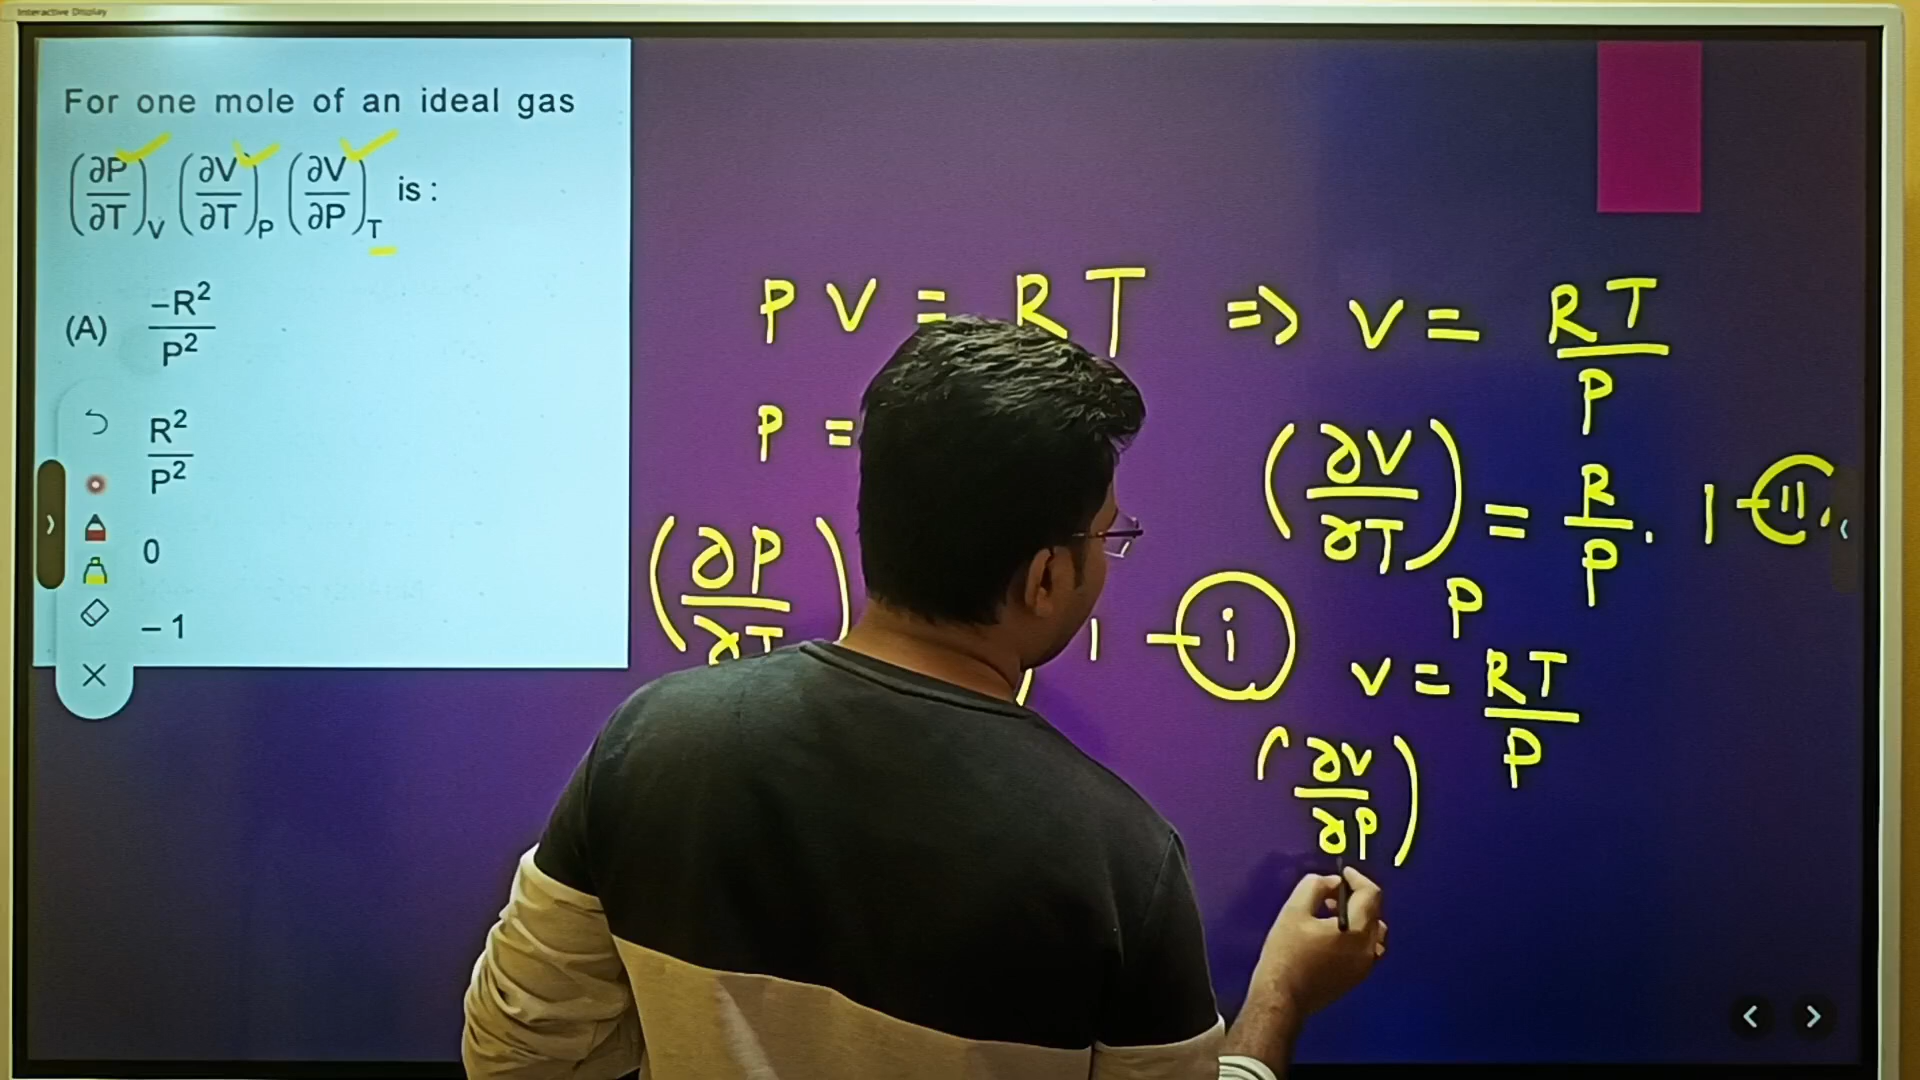 Interactive Display
For one mole of an ideal gas
(∂P/∂T)V (∂V/∂T)P (∂V/∂P)T is :
(A) –R²/P²
R²/P²
0
– 1
PV = RT ⇒ V = RT/P
P =
(∂V/∂T)P = R/P . 1 – (ii)
(∂P/∂T) 1 – (i)
V = RT/P
(∂V/∂P)